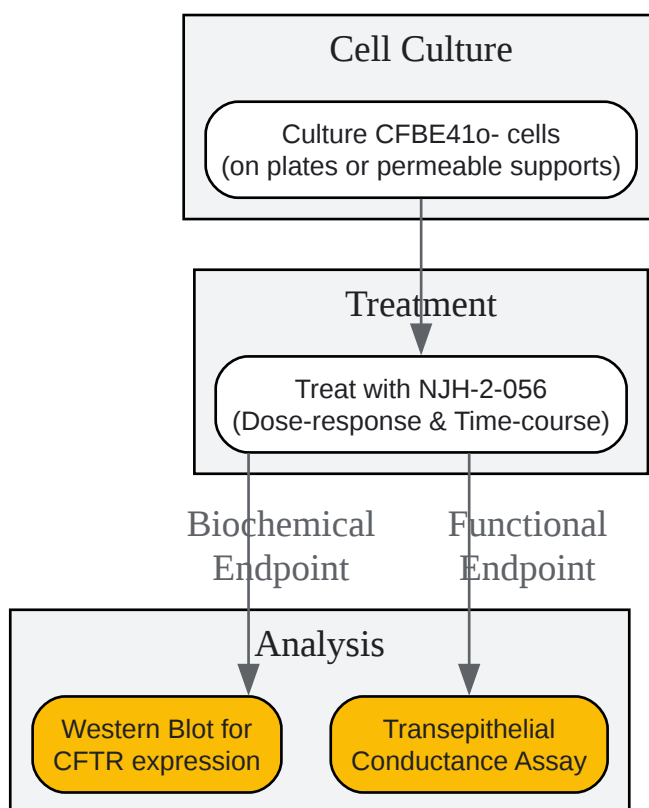 Cell Culture
Culture CFBE41o- cells
(on plates or permeable supports)
Treatment
Treat with NJH-2-056
(Dose-response & Time-course)
Biochemical
Endpoint
Functional
Endpoint
Analysis
Western Blot for
CFTR expression
Transepithelial
Conductance Assay